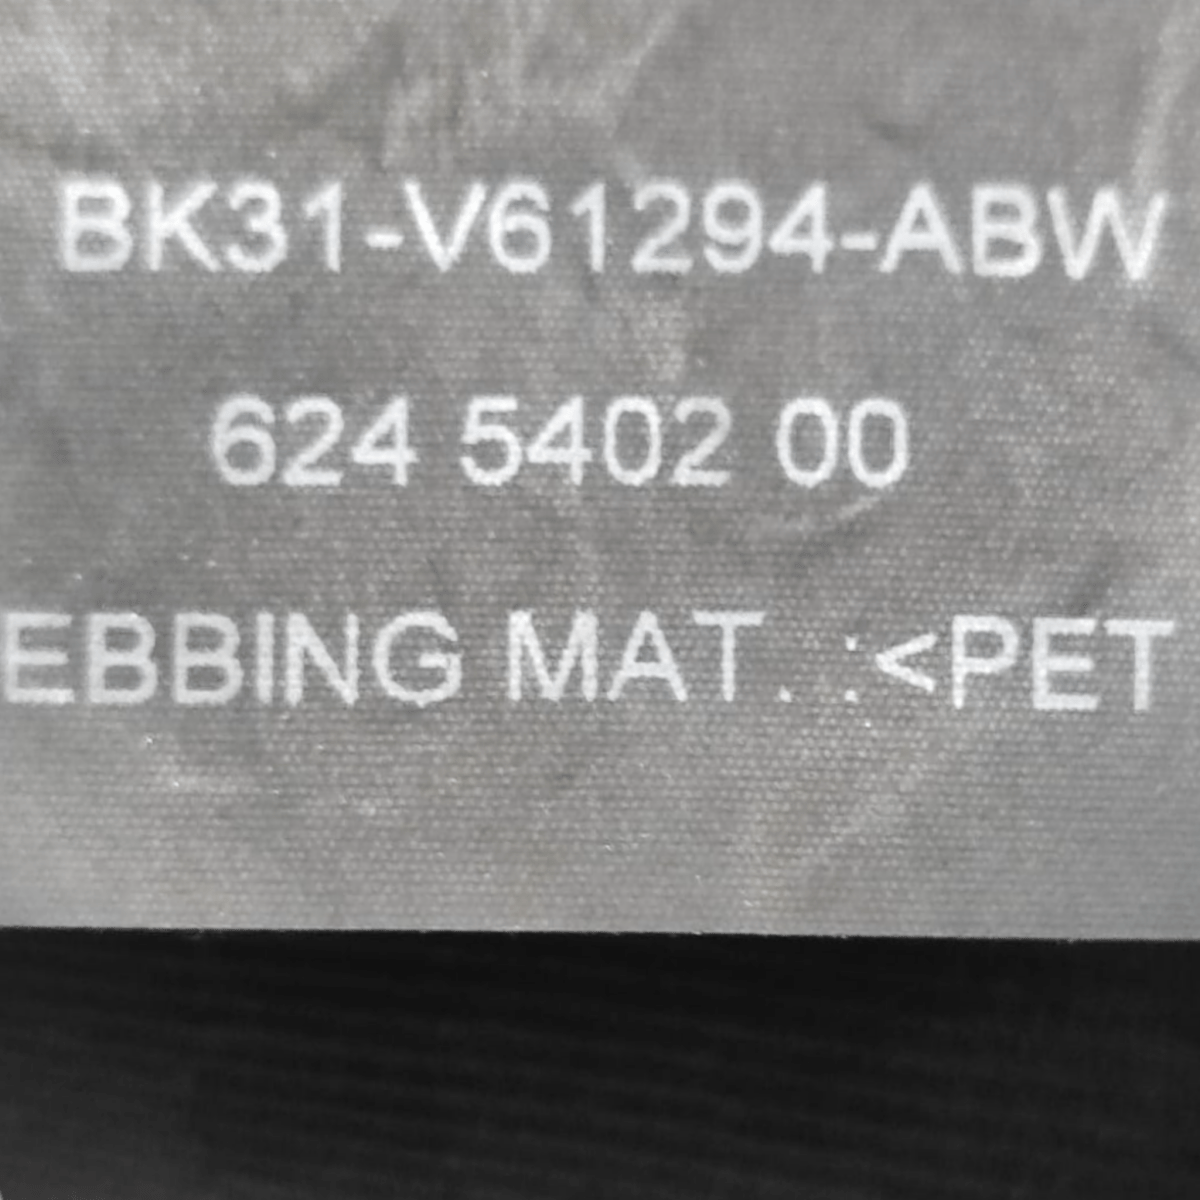 BK31-V61294-ABW
624 5402 00
EBBING MAT. :<PET